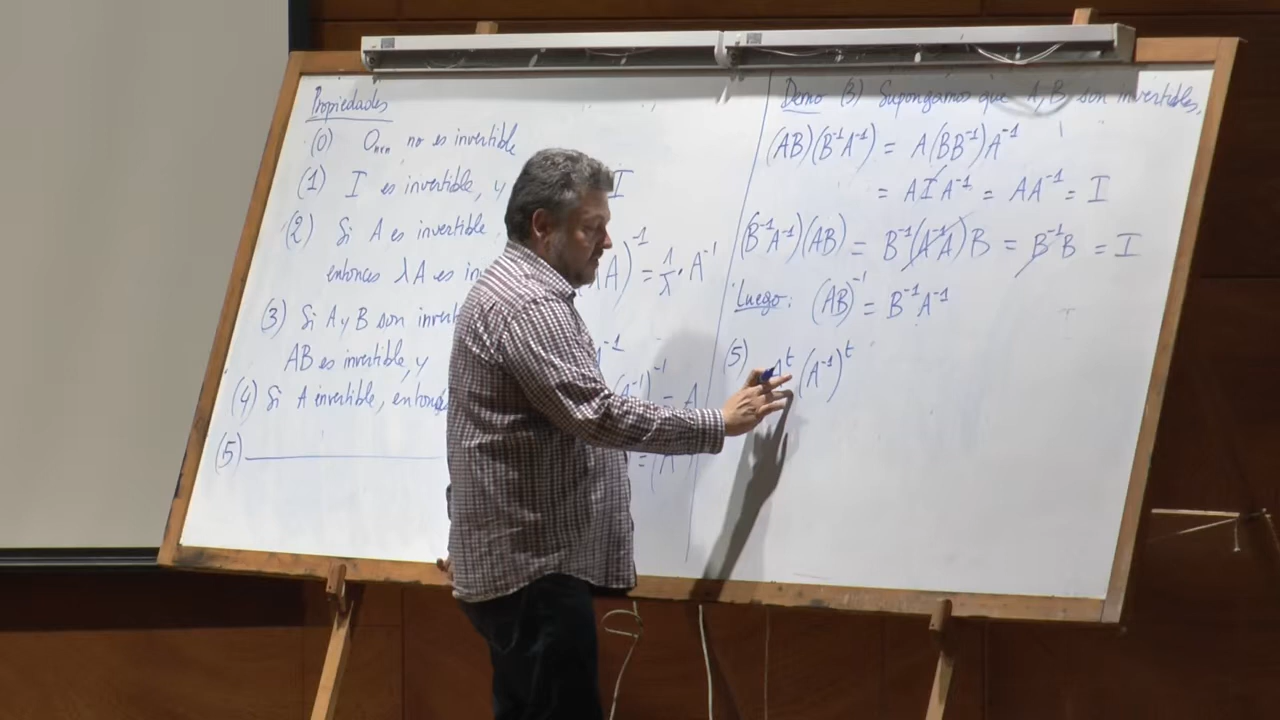 Propiedades
(0) Oₙₓₙ no es invertible
(1) I es invertible, y I
(2) Si A es invertible,
entonces λA es in A)⁻¹ = 1/λ · A⁻¹
(3) Si A y B son invert
AB es invertible, y ⁻¹
(4) Si A invertible, entonces (A⁻¹)⁻¹ = A
(5) =
Demo (3) Supongamos que A, B son invertibles.
(AB)(B⁻¹A⁻¹) = A(BB⁻¹)A⁻¹
= AIA⁻¹ = AA⁻¹ = I
(B⁻¹A⁻¹)(AB) = B⁻¹(A⁻¹A)B = B⁻¹B = I
Luego: (AB)⁻¹ = B⁻¹A⁻¹
(5) Aᵗ (A⁻¹)ᵗ